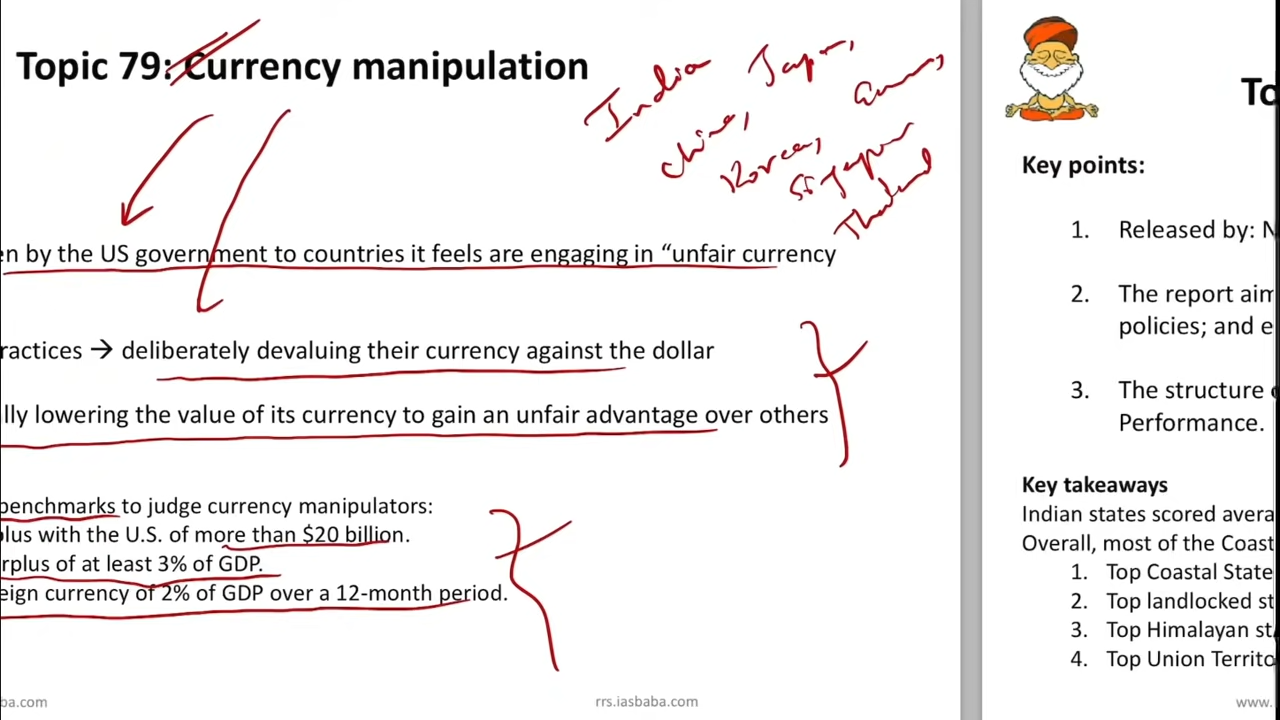 Topic 79: Currency manipulation
India
Japan,
China,
Korea,
Singapore
Thailand
en by the US government to countries it feels are engaging in “unfair currency
ractices → deliberately devaluing their currency against the dollar
lly lowering the value of its currency to gain an unfair advantage over others
benchmarks to judge currency manipulators:
plus with the U.S. of more than $20 billion.
rplus of at least 3% of GDP.
eign currency of 2% of GDP over a 12-month period.
ba.com
rrs.iasbaba.com
To
Key points:
1. Released by: N
2. The report aim
policies; and e
3. The structure
Performance.
Key takeaways
Indian states scored avera
Overall, most of the Coast
1. Top Coastal State
2. Top landlocked st
3. Top Himalayan st
4. Top Union Territo
www.